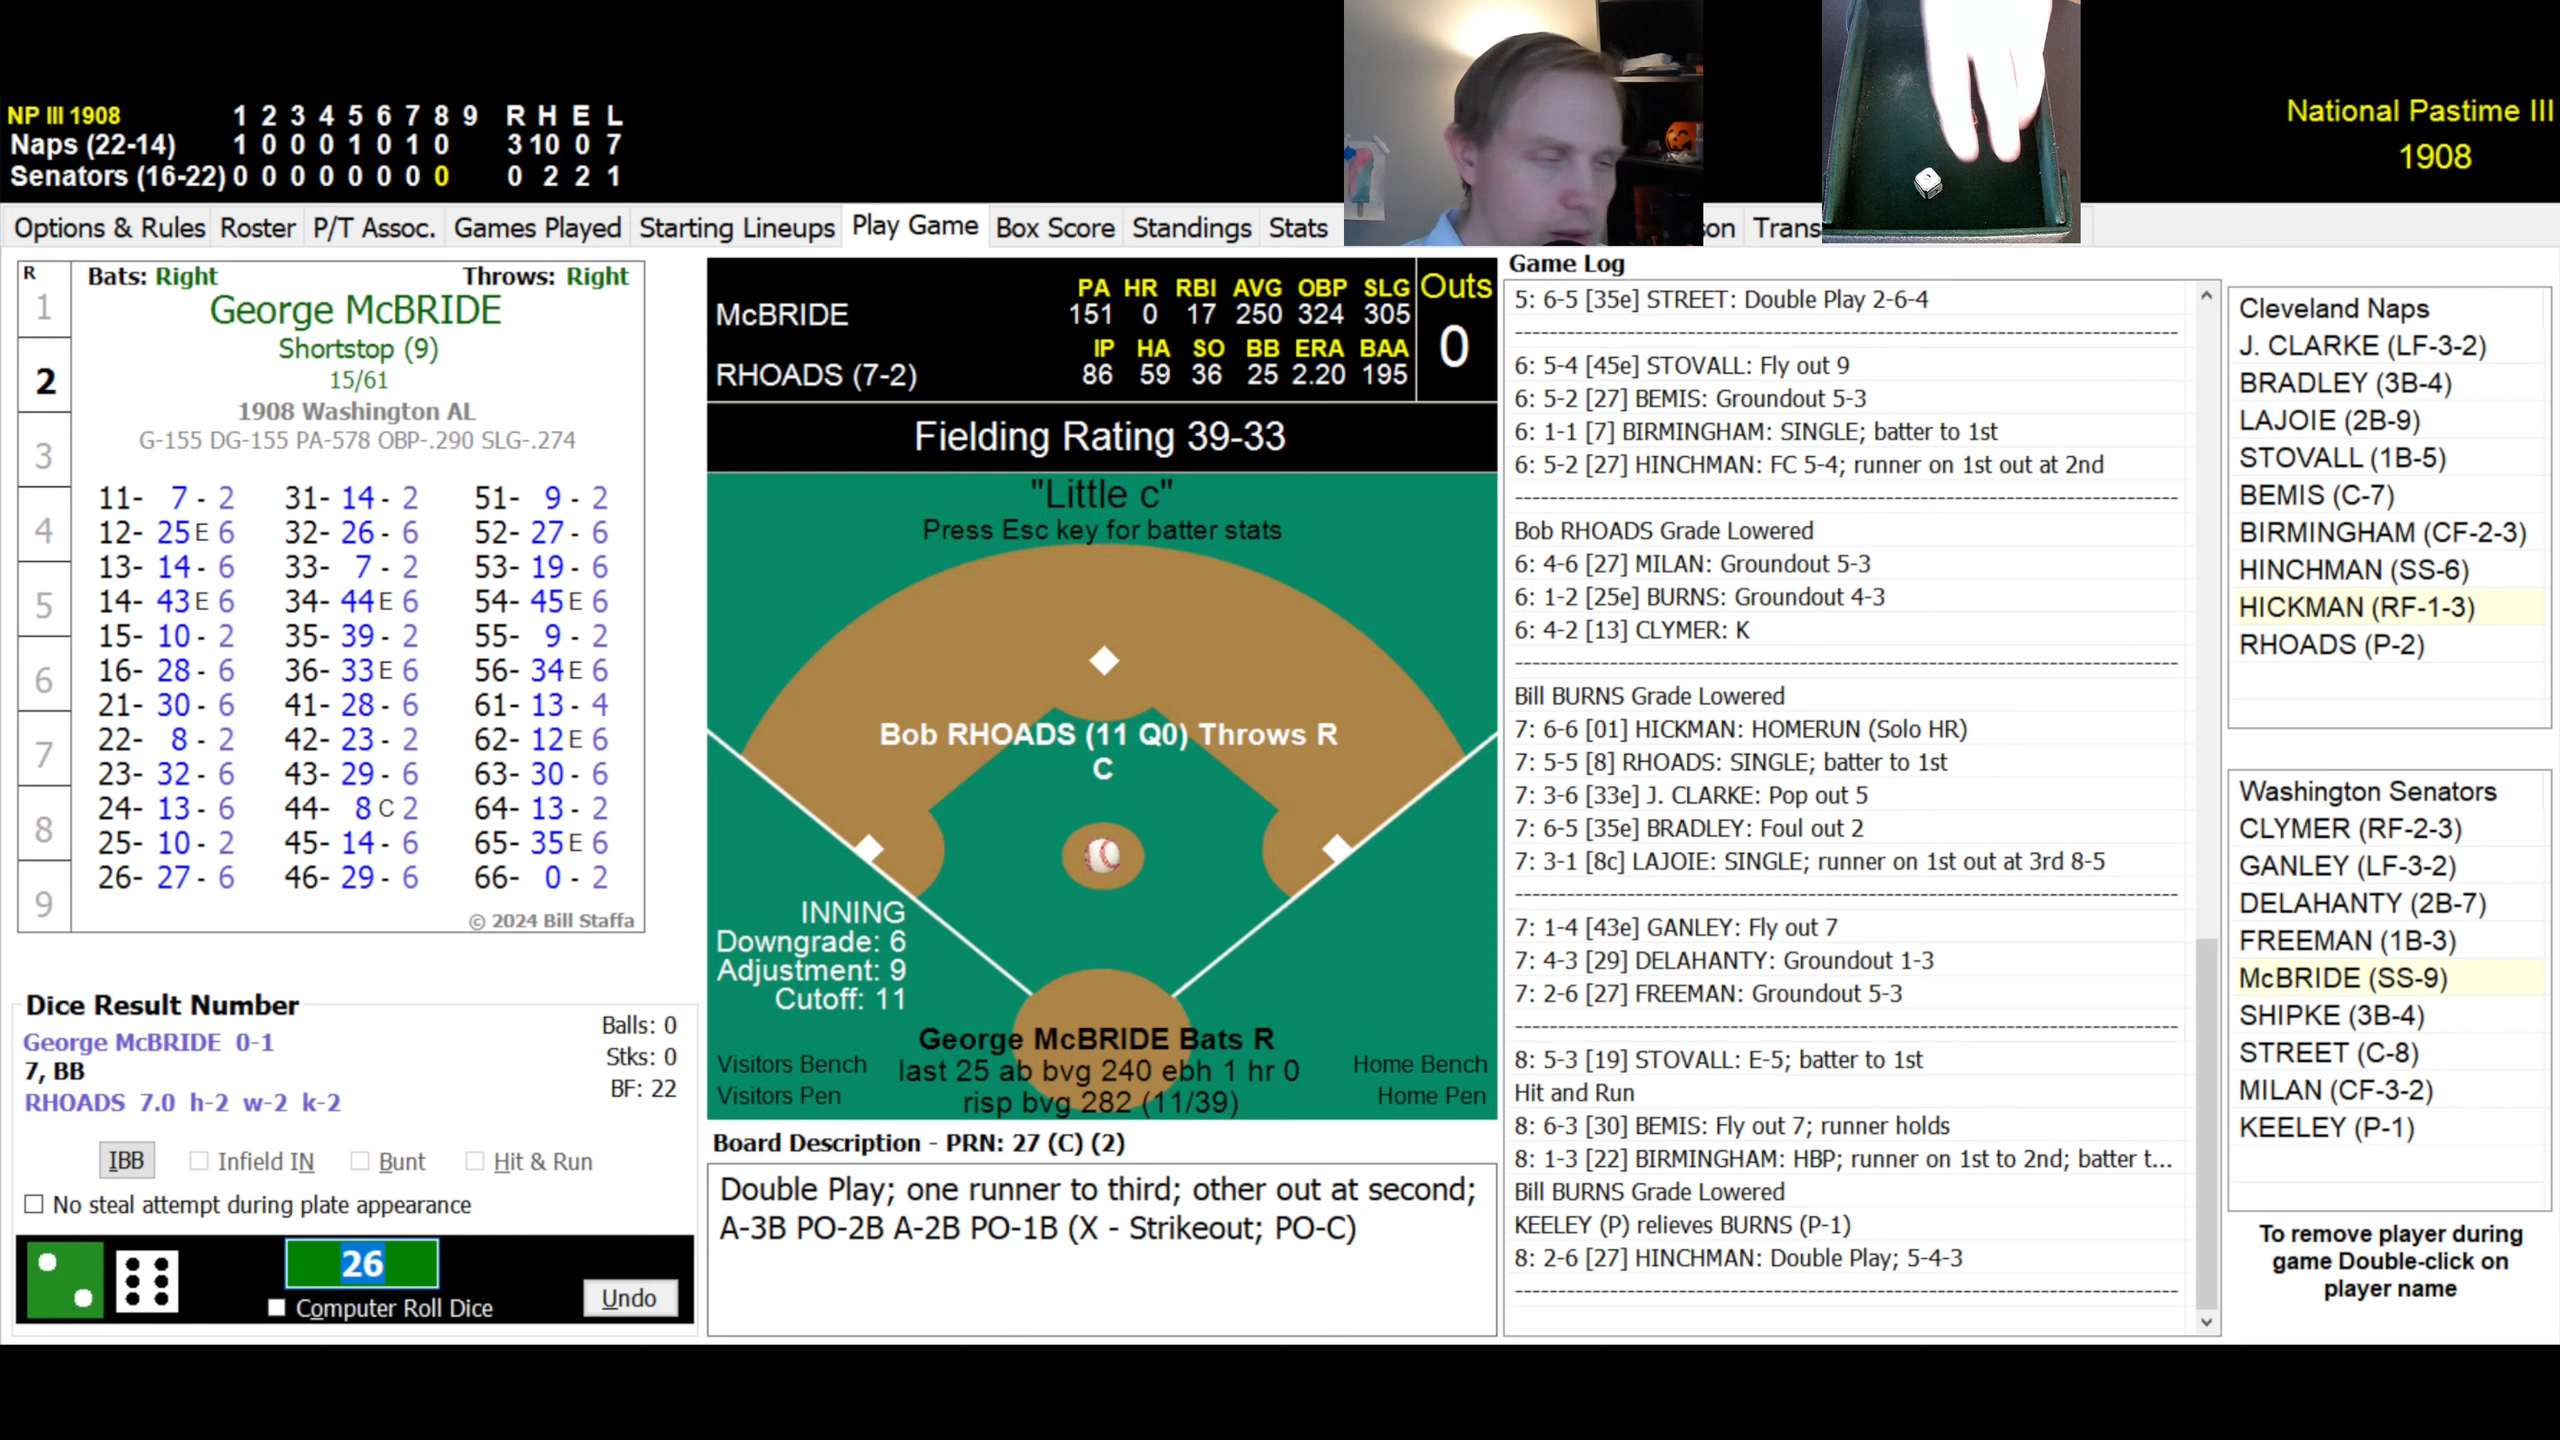 NP III 1908 1 2 3 4 5 6 7 8 9 R H E L
Naps (22-14) 1 0 0 0 1 0 1 0 3 10 0 7
Senators (16-22) 0 0 0 0 0 0 0 0 0 2 2 1
National Pastime III
1908
Options & Rules Roster P/T Assoc. Games Played Starting Lineups Play Game Box Score Standings Stats son Trans
R
1
2
3
4
5
6
7
8
9
Bats: Right Throws: Right
George McBRIDE
Shortstop (9)
15/61
1908 Washington AL
G-155 DG-155 PA-578 OBP-.290 SLG-.274
11- 7 - 2 31- 14 - 2 51- 9 - 2
12- 25 E 6 32- 26 - 6 52- 27 - 6
13- 14 - 6 33- 7 - 2 53- 19 - 6
14- 43 E 6 34- 44 E 6 54- 45 E 6
15- 10 - 2 35- 39 - 2 55- 9 - 2
16- 28 - 6 36- 33 E 6 56- 34 E 6
21- 30 - 6 41- 28 - 6 61- 13 - 4
22- 8 - 2 42- 23 - 2 62- 12 E 6
23- 32 - 6 43- 29 - 6 63- 30 - 6
24- 13 - 6 44- 8 C 2 64- 13 - 2
25- 10 - 2 45- 14 - 6 65- 35 E 6
26- 27 - 6 46- 29 - 6 66- 0 - 2
© 2024 Bill Staffa
Dice Result Number
George McBRIDE 0-1
7, BB
RHOADS 7.0 h-2 w-2 k-2
Balls: 0
Stks: 0
BF: 22
IBB Infield IN Bunt Hit & Run
No steal attempt during plate appearance
26
Computer Roll Dice
Undo
PA HR RBI AVG OBP SLG
McBRIDE 151 0 17 250 324 305
IP HA SO BB ERA BAA
RHOADS (7-2) 86 59 36 25 2.20 195
Outs
0
Fielding Rating 39-33
"Little c"
Press Esc key for batter stats
Bob RHOADS (11 Q0) Throws R
C
INNING
Downgrade: 6
Adjustment: 9
Cutoff: 11
George McBRIDE Bats R
last 25 ab bvg 240 ebh 1 hr 0
risp bvg 282 (11/39)
Visitors Bench
Visitors Pen
Home Bench
Home Pen
Board Description - PRN: 27 (C) (2)
Double Play; one runner to third; other out at second;
A-3B PO-2B A-2B PO-1B (X - Strikeout; PO-C)
Game Log
5: 6-5 [35e] STREET: Double Play 2-6-4
6: 5-4 [45e] STOVALL: Fly out 9
6: 5-2 [27] BEMIS: Groundout 5-3
6: 1-1 [7] BIRMINGHAM: SINGLE; batter to 1st
6: 5-2 [27] HINCHMAN: FC 5-4; runner on 1st out at 2nd
Bob RHOADS Grade Lowered
6: 4-6 [27] MILAN: Groundout 5-3
6: 1-2 [25e] BURNS: Groundout 4-3
6: 4-2 [13] CLYMER: K
Bill BURNS Grade Lowered
7: 6-6 [01] HICKMAN: HOMERUN (Solo HR)
7: 5-5 [8] RHOADS: SINGLE; batter to 1st
7: 3-6 [33e] J. CLARKE: Pop out 5
7: 6-5 [35e] BRADLEY: Foul out 2
7: 3-1 [8c] LAJOIE: SINGLE; runner on 1st out at 3rd 8-5
7: 1-4 [43e] GANLEY: Fly out 7
7: 4-3 [29] DELAHANTY: Groundout 1-3
7: 2-6 [27] FREEMAN: Groundout 5-3
8: 5-3 [19] STOVALL: E-5; batter to 1st
Hit and Run
8: 6-3 [30] BEMIS: Fly out 7; runner holds
8: 1-3 [22] BIRMINGHAM: HBP; runner on 1st to 2nd; batter t...
Bill BURNS Grade Lowered
KEELEY (P) relieves BURNS (P-1)
8: 2-6 [27] HINCHMAN: Double Play; 5-4-3
Cleveland Naps
J. CLARKE (LF-3-2)
BRADLEY (3B-4)
LAJOIE (2B-9)
STOVALL (1B-5)
BEMIS (C-7)
BIRMINGHAM (CF-2-3)
HINCHMAN (SS-6)
HICKMAN (RF-1-3)
RHOADS (P-2)
Washington Senators
CLYMER (RF-2-3)
GANLEY (LF-3-2)
DELAHANTY (2B-7)
FREEMAN (1B-3)
McBRIDE (SS-9)
SHIPKE (3B-4)
STREET (C-8)
MILAN (CF-3-2)
KEELEY (P-1)
To remove player during
game Double-click on
player name